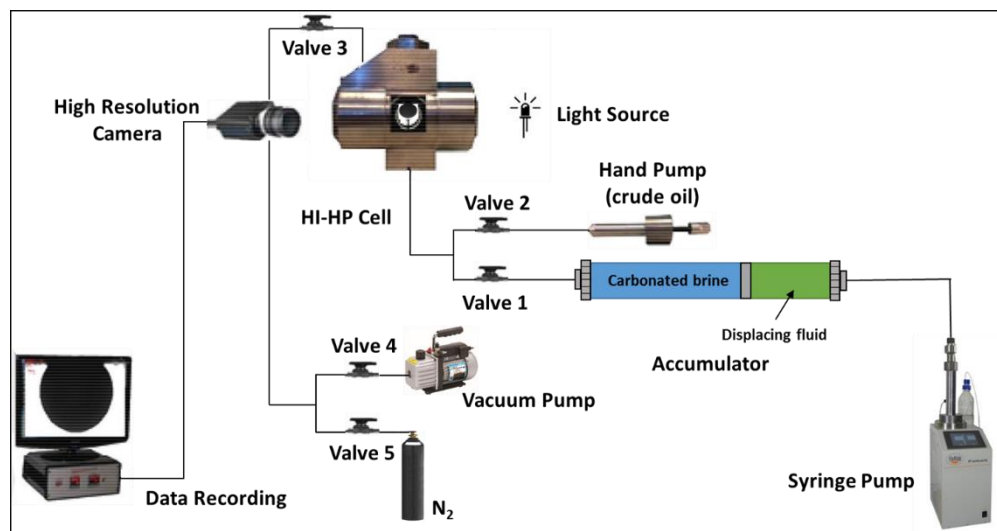 Valve 3
High Resolution
Camera
Light Source
Hand Pump
(crude oil)
Valve 2
HI-HP Cell
Carbonated brine
Valve 1
Displacing fluid
Accumulator
Valve 4
Vacuum Pump
Valve 5
Syringe Pump
Data Recording
N₂